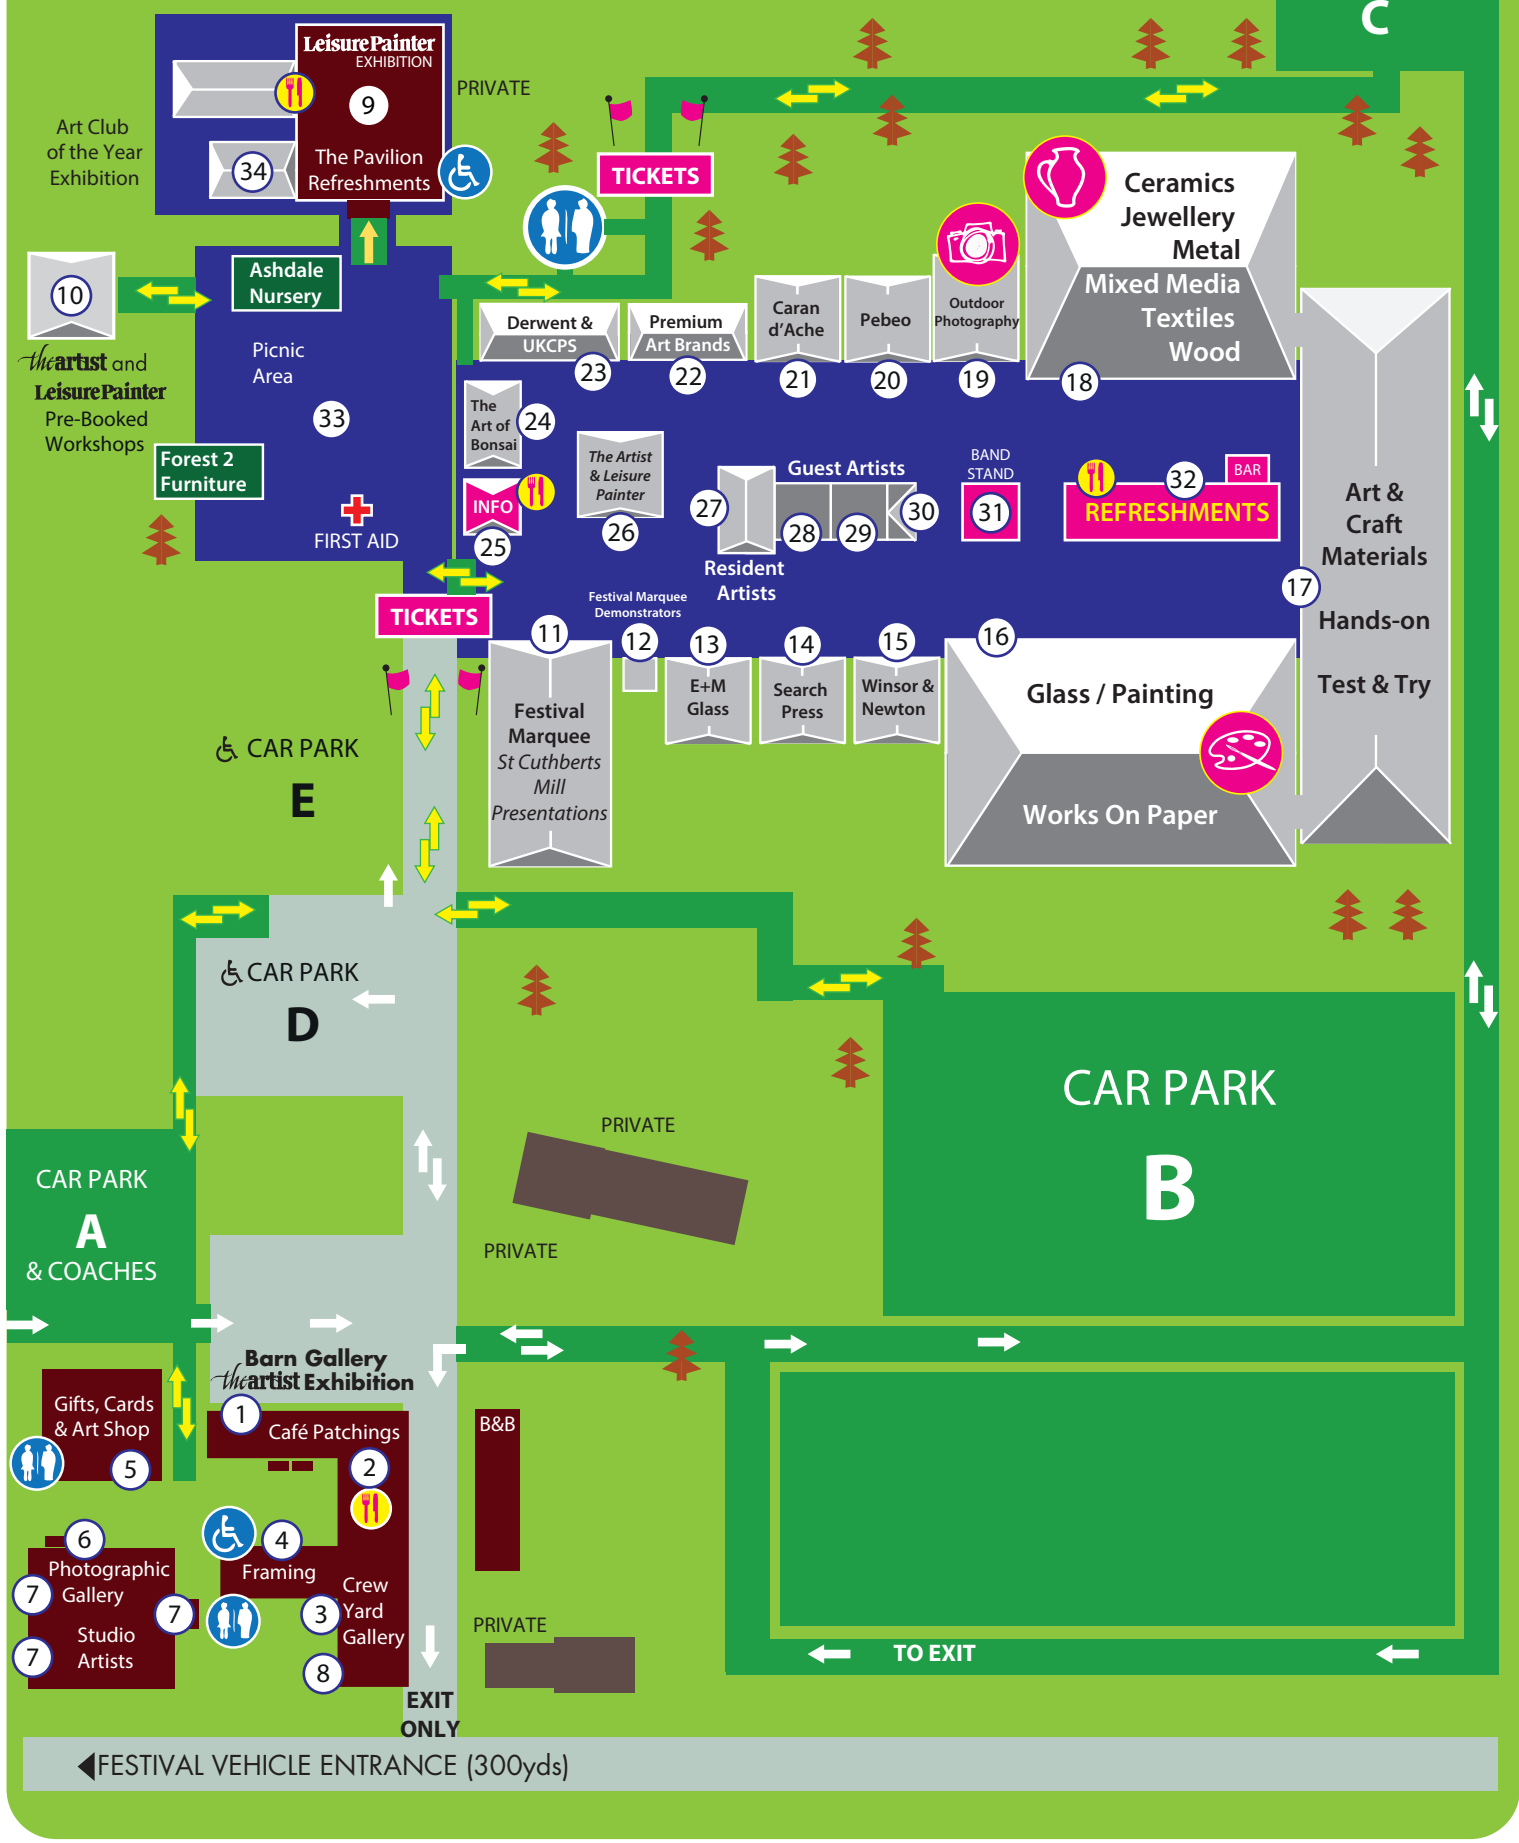 C
LeisurePainter
EXHIBITION
9
The Pavilion
Refreshments
PRIVATE
Art Club
of the Year
Exhibition
34
TICKETS
Ceramics
Jewellery
Metal
Mixed Media
Textiles
Wood
18
10
the artist and
LeisurePainter
Pre-Booked
Workshops
Ashdale
Nursery
Picnic
Area
33
Forest 2
Furniture
FIRST AID
Derwent &
UKCPS
23
Premium
Art Brands
22
Caran
d'Ache
21
Pebeo
20
Outdoor
Photography
19
The
Art of
Bonsai
24
INFO
25
The Artist
& Leisure
Painter
26
27
Resident
Artists
Guest Artists
28
29
30
BAND
STAND
31
32
BAR
REFRESHMENTS
Art &
Craft
Materials
17
Hands-on
Test & Try
TICKETS
Festival Marquee
Demonstrators
11
12
13
14
15
16
Festival
Marquee
St Cuthberts
Mill
Presentations
E+M
Glass
Search
Press
Winsor &
Newton
Glass / Painting
Works On Paper
CAR PARK
E
CAR PARK
D
CAR PARK
B
PRIVATE
PRIVATE
CAR PARK
A
& COACHES
Barn Gallery
the artist Exhibition
1
Café Patchings
2
Gifts, Cards
& Art Shop
5
B&B
6
Photographic
Gallery
7
7
Studio
Artists
7
4
Framing
3
Crew
Yard
Gallery
8
PRIVATE
TO EXIT
EXIT
ONLY
FESTIVAL VEHICLE ENTRANCE (300yds)